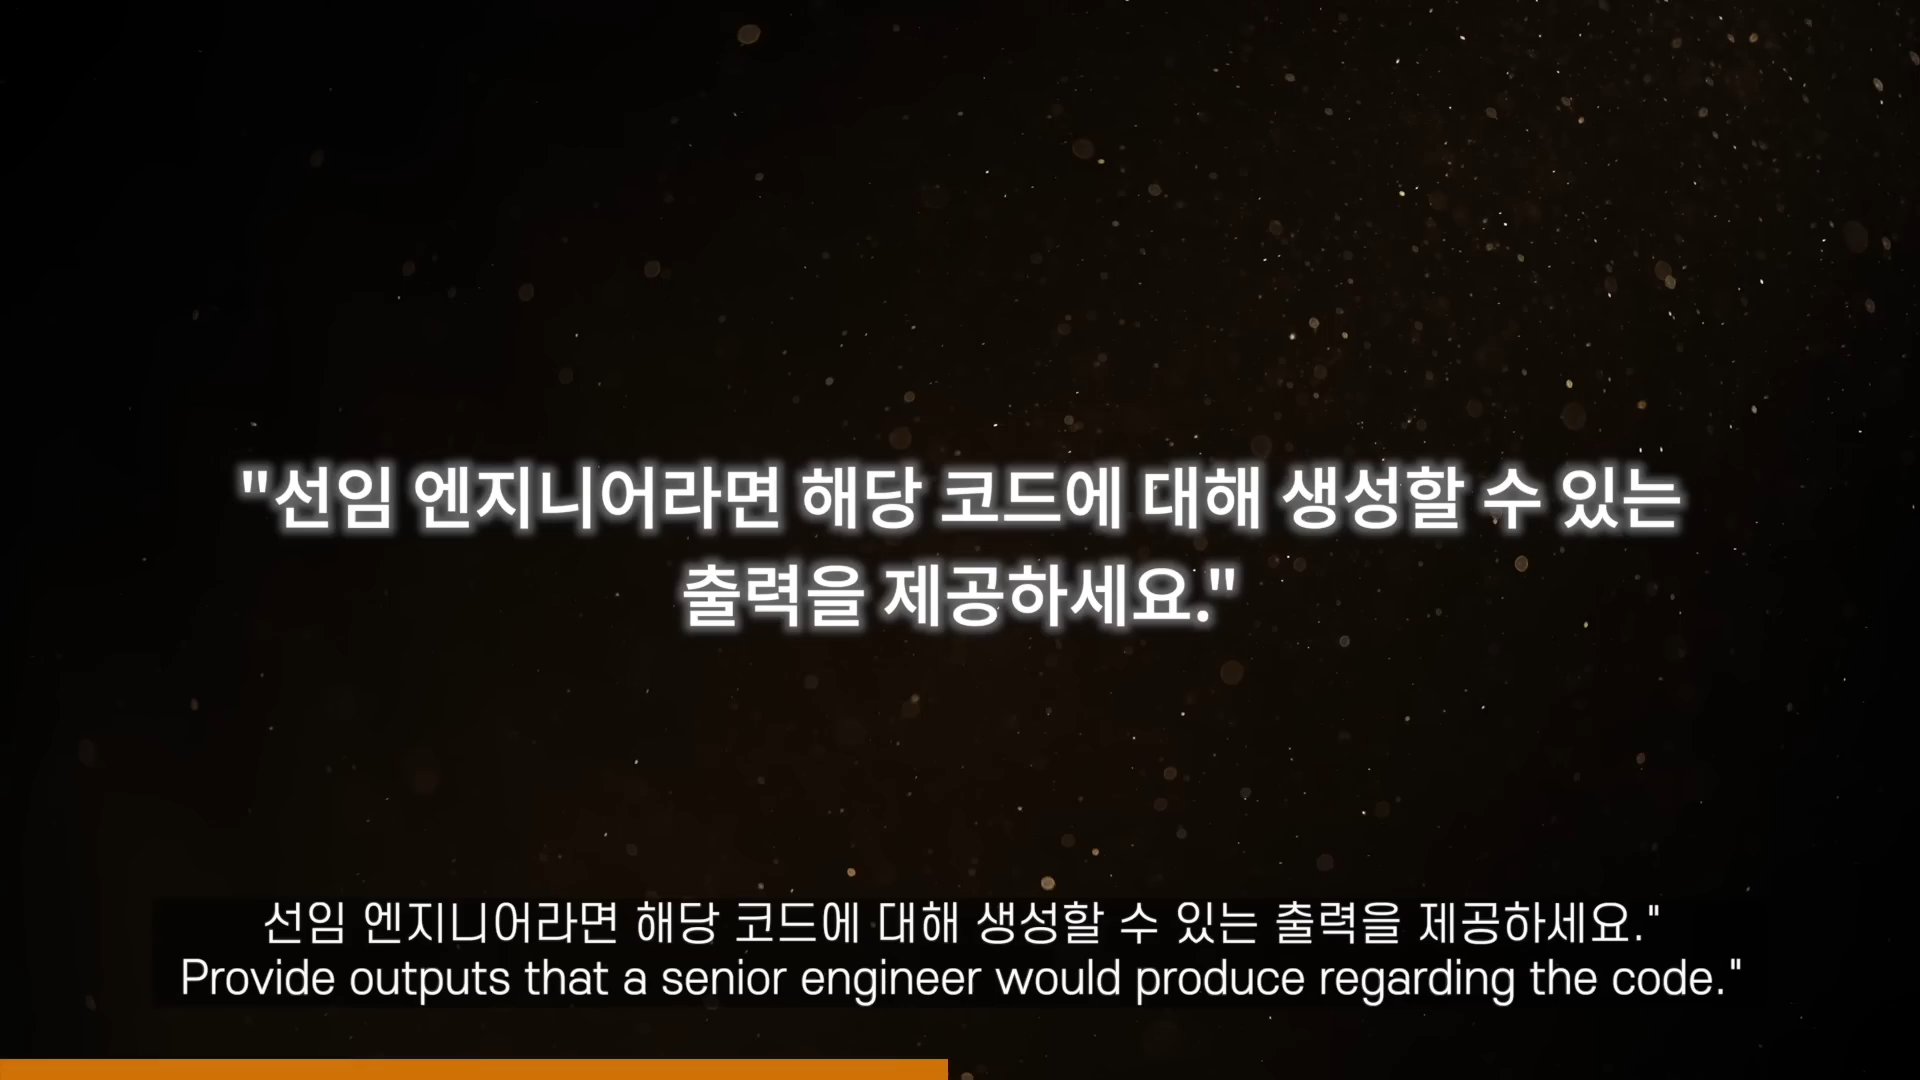 "선임 엔지니어라면 해당 코드에 대해 생성할 수 있는
출력을 제공하세요."
선임 엔지니어라면 해당 코드에 대해 생성할 수 있는 출력을 제공하세요."
Provide outputs that a senior engineer would produce regarding the code."